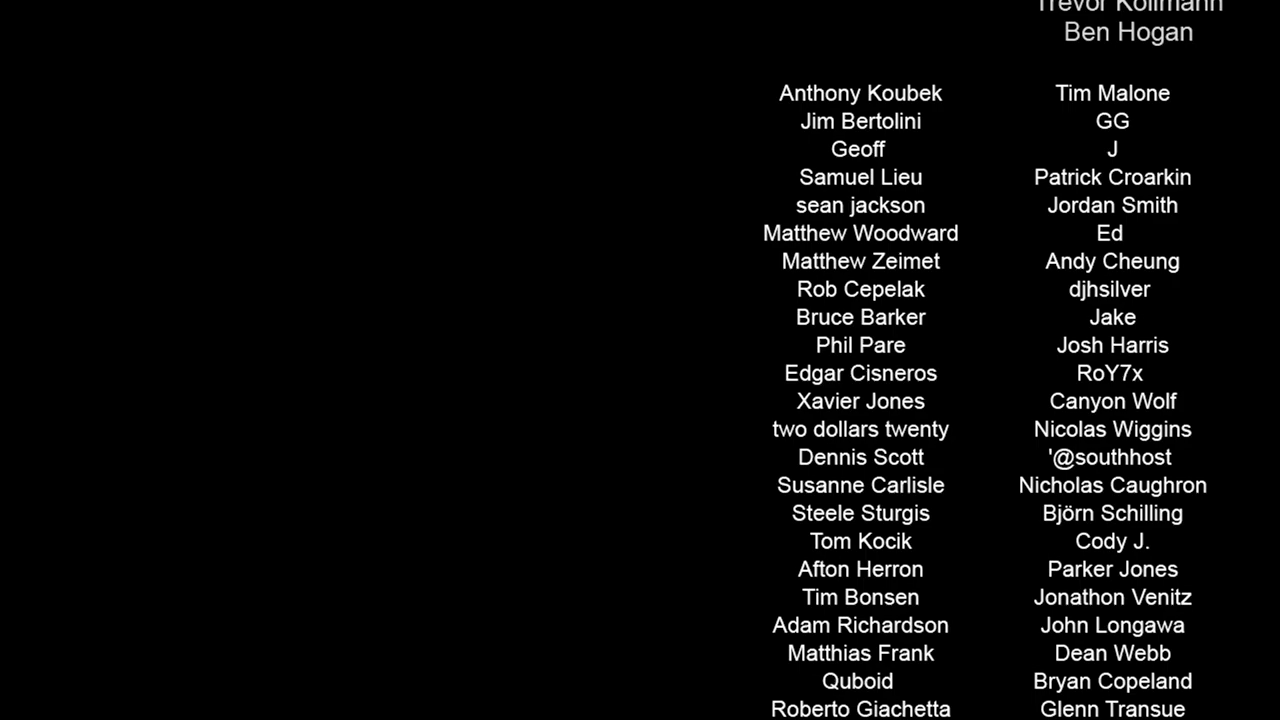 Trevor Kollmann
Ben Hogan
Anthony Koubek Tim Malone
Jim Bertolini GG
Geoff J
Samuel Lieu Patrick Croarkin
sean jackson Jordan Smith
Matthew Woodward Ed
Matthew Zeimet Andy Cheung
Rob Cepelak djhsilver
Bruce Barker Jake
Phil Pare Josh Harris
Edgar Cisneros RoY7x
Xavier Jones Canyon Wolf
two dollars twenty Nicolas Wiggins
Dennis Scott '@southhost
Susanne Carlisle Nicholas Caughron
Steele Sturgis Björn Schilling
Tom Kocik Cody J.
Afton Herron Parker Jones
Tim Bonsen Jonathon Venitz
Adam Richardson John Longawa
Matthias Frank Dean Webb
Quboid Bryan Copeland
Roberto Giachetta Glenn Transue